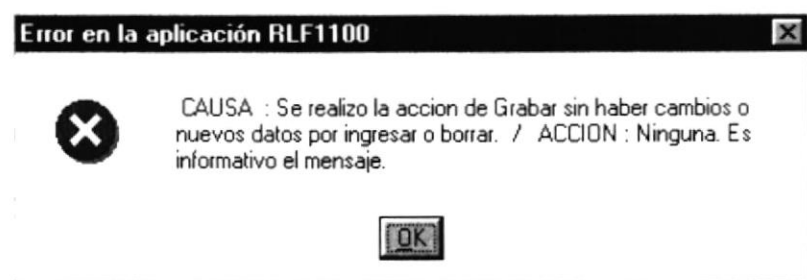 Error en la aplicación RLF1100
CAUSA : Se realizo la accion de Grabar sin haber cambios o
nuevos datos por ingresar o borrar. / ACCION : Ninguna. Es
informativo el mensaje.
OK